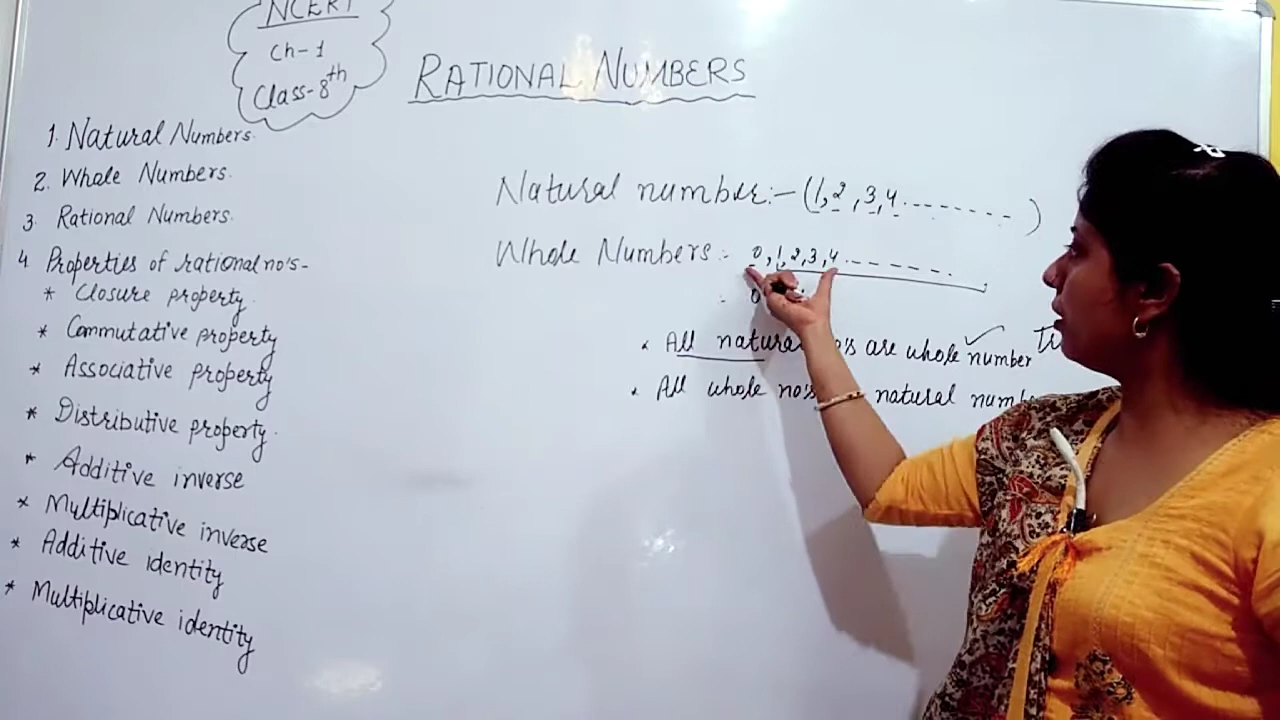 NCERT
Ch-1
Class-8th
RATIONAL NUMBERS
1. Natural Numbers.
2. Whole Numbers.
3. Rational Numbers.
4. Properties of rational no's-
* Closure property.
* Commutative property
* Associative property
* Distributive property.
* Additive inverse
* Multiplicative inverse
* Additive identity
* Multiplicative identity
Natural number:- (1, 2, 3, 4.------)
Whole Numbers:- 0, 1, 2, 3, 4.------.
: 0
* All natural no's are whole number ✓
* All whole no's natural